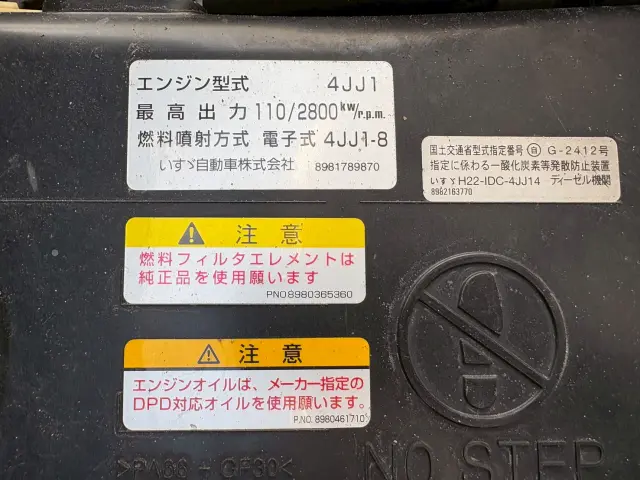 エンジン型式 4JJ1
最高出力 110/2800kw/r.p.m.
燃料噴射方式 電子式 4JJ1-8
いすゞ自動車株式会社 8981789870
国土交通省型式指定番号 自 G-2412号
指定に係わる一酸化炭素等発散防止装置
いすゞH22-IDC-4JJ14 ディーゼル機関
8982163770
注意
燃料フィルタエレメントは
純正品を使用願います
PNO8980365360
注意
エンジンオイルは、メーカー指定の
DPD対応オイルを使用願います。
P.NO. 8980461710
>PA66-GF30<
NO STEP